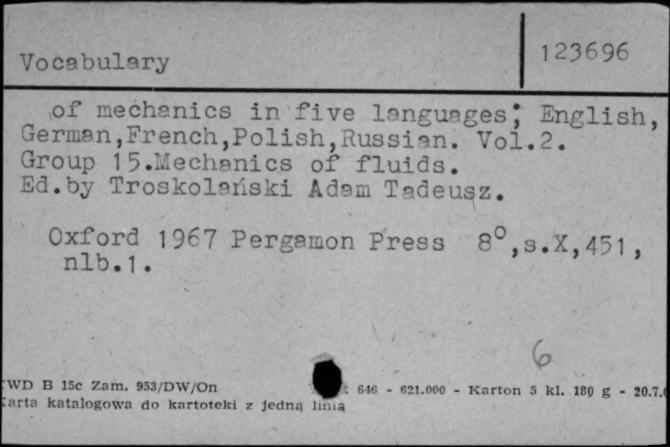 Vocabulary
123696
of mechanics in five languages; English,
German,French,Polish,Russian. Vol.2.
Group 15.Mechanics of fluids.
Ed.by Troskolański Adam Tadeusz.
Oxford 1967 Pergamon Press 8°,s.X,451,
nlb.1.
6
WD B 15c Zam. 953/DW/On 646 - 621.000 - Karton 5 kl. 180 g - 20.7.
Karta katalogowa do kartoteki z jedną linią